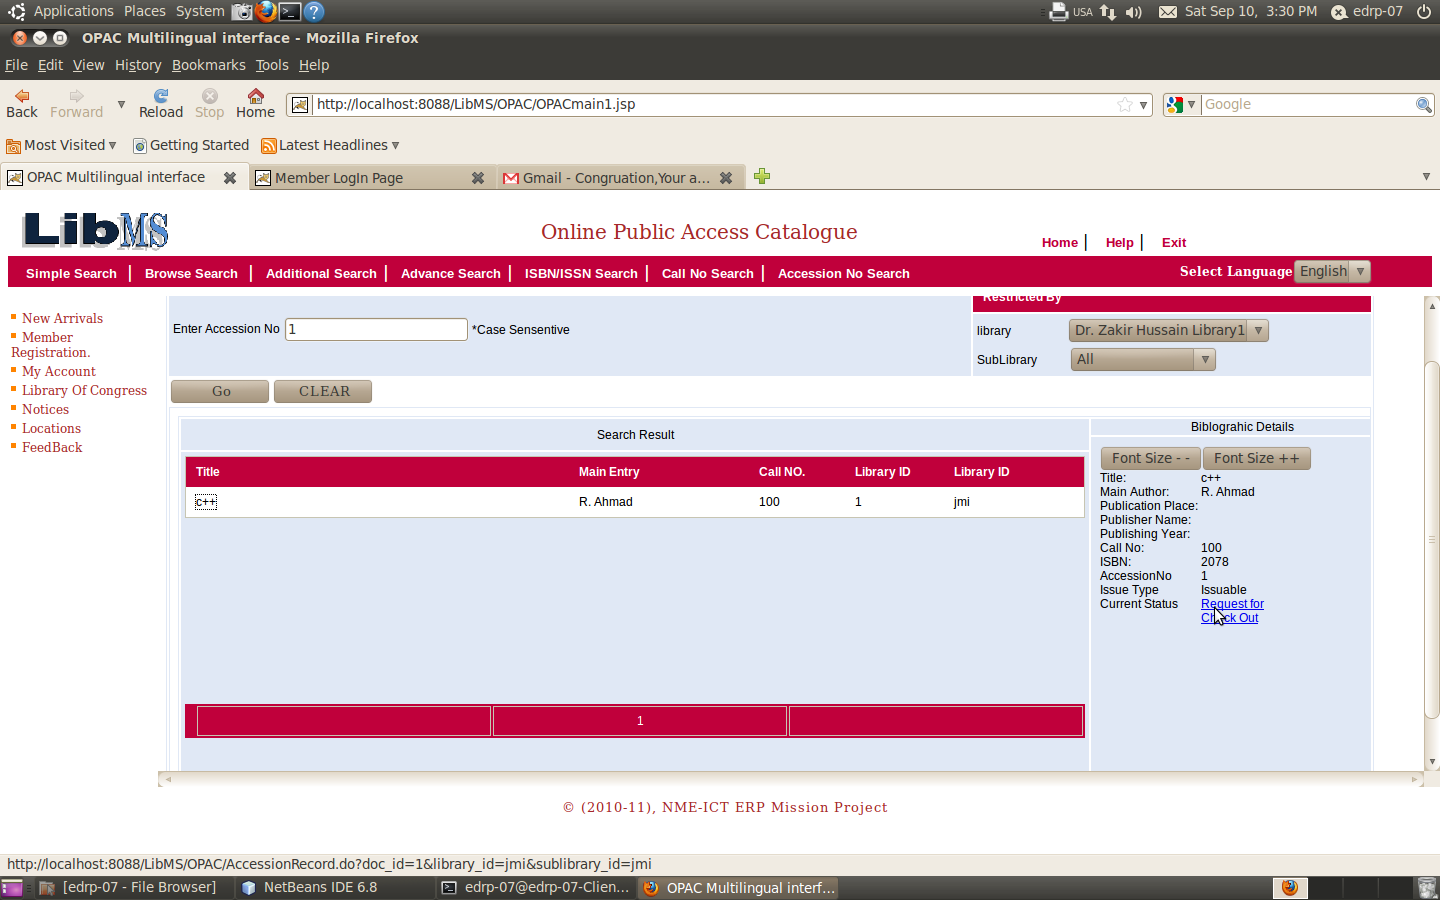 Applications Places System USA Sat Sep 10, 3:30 PM edrp-07
OPAC Multilingual interface - Mozilla Firefox
File Edit View History Bookmarks Tools Help
Back Forward Reload Stop Home http://localhost:8088/LibMS/OPAC/OPACmain1.jsp Google
Most Visited Getting Started Latest Headlines
OPAC Multilingual interface Member LogIn Page Gmail - Congruation,Your a...
LibMS
Online Public Access Catalogue
Home Help Exit
Simple Search Browse Search Additional Search Advance Search ISBN/ISSN Search Call No Search Accession No Search Select Language English
New Arrivals
Member
Registration.
My Account
Library Of Congress
Notices
Locations
FeedBack
Restricted By
Enter Accession No 1 *Case Sensentive
library Dr. Zakir Hussain Library1
SubLibrary All
Go CLEAR
Search Result
Title Main Entry Call NO. Library ID Library ID
c++ R. Ahmad 100 1 jmi
1
Biblograhic Details
Font Size - - Font Size ++
Title: c++
Main Author: R. Ahmad
Publication Place:
Publisher Name:
Publishing Year:
Call No: 100
ISBN: 2078
AccessionNo 1
Issue Type Issuable
Current Status Request for
Check Out
© (2010-11), NME-ICT ERP Mission Project
http://localhost:8088/LibMS/OPAC/AccessionRecord.do?doc_id=1&library_id=jmi&sublibrary_id=jmi
[edrp-07 - File Browser] NetBeans IDE 6.8 edrp-07@edrp-07-Clien... OPAC Multilingual interf...